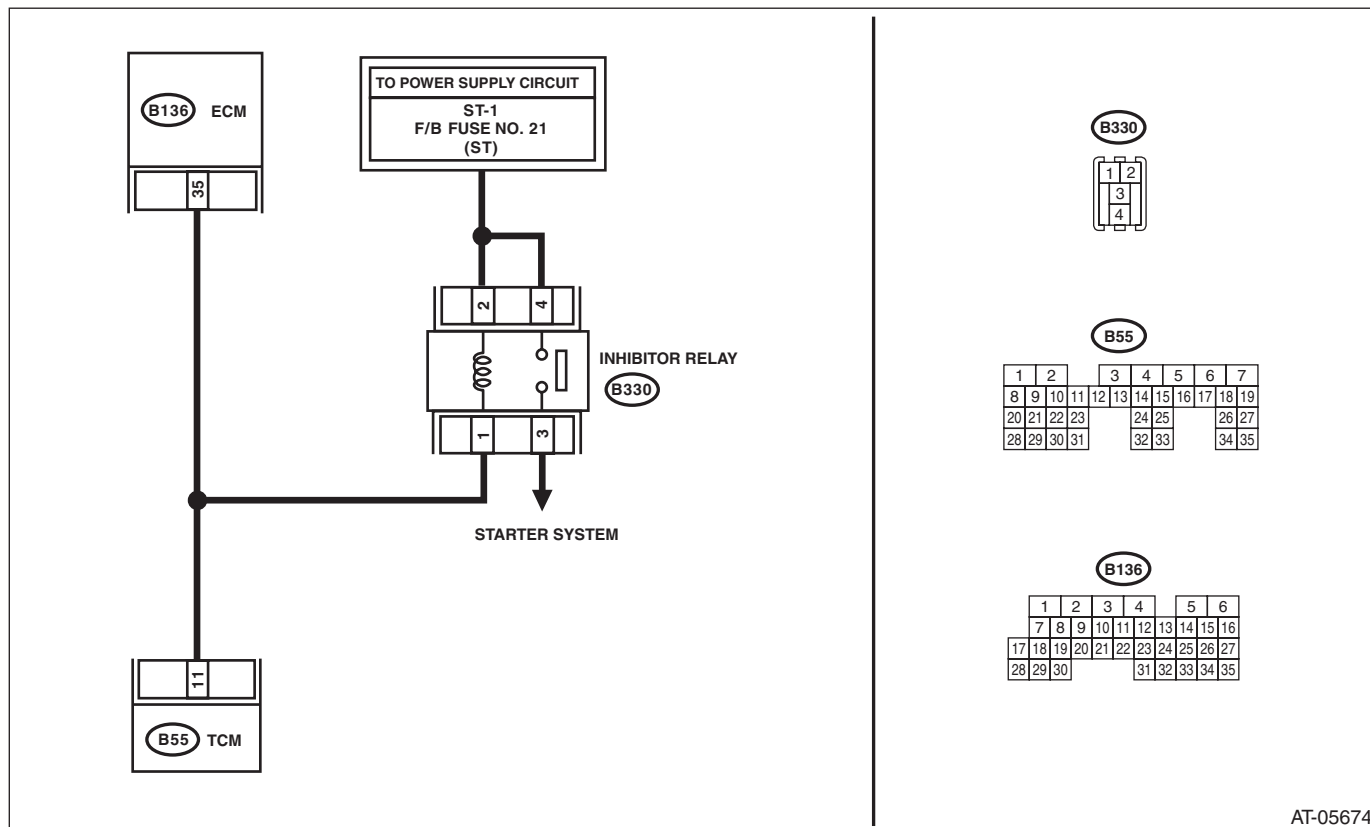 B136 ECM
35
TO POWER SUPPLY CIRCUIT
ST-1
F/B FUSE NO. 21
(ST)
2 4
INHIBITOR RELAY
B330
1 3
STARTER SYSTEM
11
B55 TCM
B330
1 2
3
4
B55
1 2 3 4 5 6 7
8 9 10 11 12 13 14 15 16 17 18 19
20 21 22 23 24 25 26 27
28 29 30 31 32 33 34 35
B136
1 2 3 4 5 6
7 8 9 10 11 12 13 14 15 16
17 18 19 20 21 22 23 24 25 26 27
28 29 30 31 32 33 34 35
AT-05674